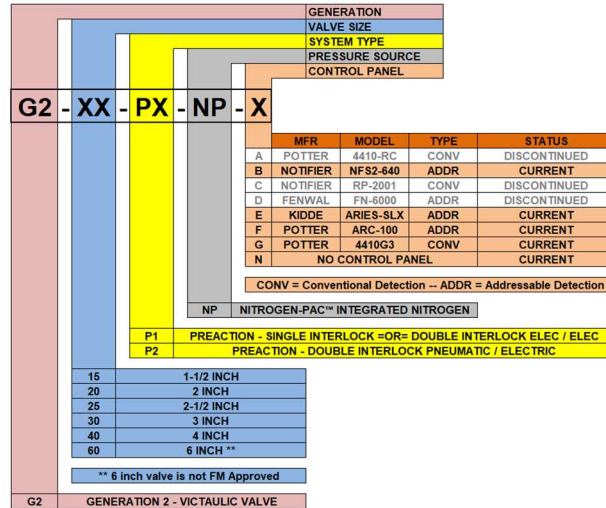 GENERATION
VALVE SIZE
SYSTEM TYPE
PRESSURE SOURCE
CONTROL PANEL
G2 - XX - PX - NP - X
MFR MODEL TYPE STATUS
A POTTER 4410-RC CONV DISCONTINUED
B NOTIFIER NFS2-640 ADDR CURRENT
C NOTIFIER RP-2001 CONV DISCONTINUED
D FENWAL FN-6000 ADDR DISCONTINUED
E KIDDE ARIES-SLX ADDR CURRENT
F POTTER ARC-100 ADDR CURRENT
G POTTER 4410G3 CONV CURRENT
N NO CONTROL PANEL CURRENT
CONV = Conventional Detection -- ADDR = Addressable Detection
NP NITROGEN-PAC™ INTEGRATED NITROGEN
P1 PREACTION - SINGLE INTERLOCK =OR= DOUBLE INTERLOCK ELEC / ELEC
P2 PREACTION - DOUBLE INTERLOCK PNEUMATIC / ELECTRIC
15 1-1/2 INCH
20 2 INCH
25 2-1/2 INCH
30 3 INCH
40 4 INCH
60 6 INCH **
** 6 inch valve is not FM Approved
G2 GENERATION 2 - VICTAULIC VALVE